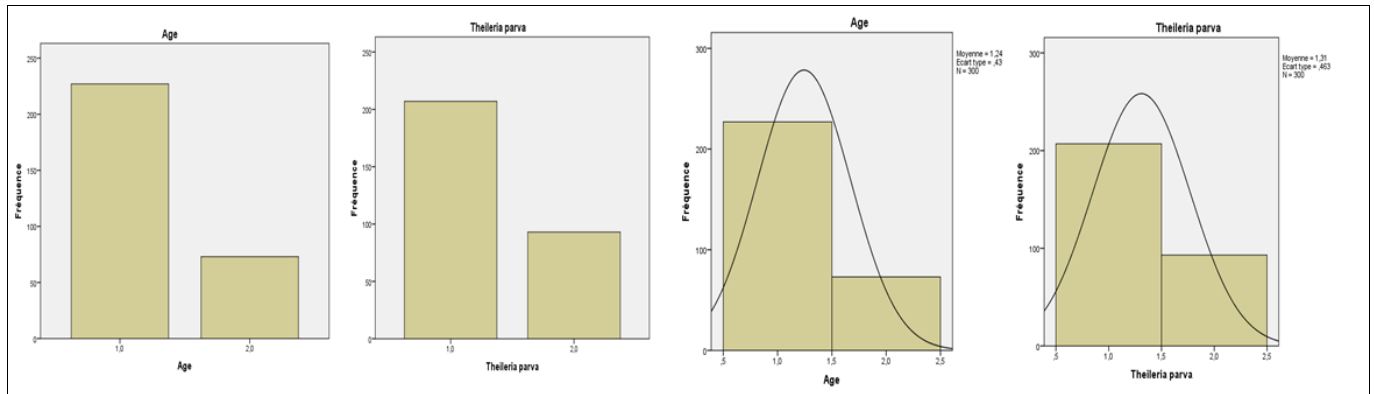 Age
250
200
150
100
50
0
Fréquence
1,0 2,0
Age
Theileria parva
250
200
150
100
50
0
Fréquence
1,0 2,0
Theileria parva
Age
Moyenne = 1,24
Ecart type = ,43
N = 300
300
200
100
0
Fréquence
,5 1,0 1,5 2,0 2,5
Age
Theileria parva
Moyenne = 1,31
Ecart type = ,463
N = 300
300
200
100
0
Fréquence
,5 1,0 1,5 2,0 2,5
Theileria parva